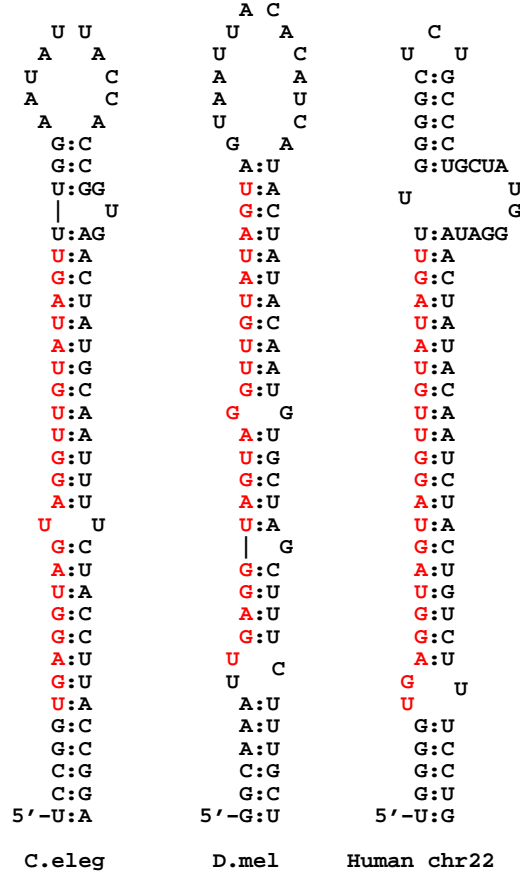 A C
U U U A C
A A U C U U
U C A A C:G
A C A U G:C
A A U C G:C
G:C G A G:C
G:C A:U G:UGCUA
U:GG U:A U U
| U G:C G
U:AG A:U U:AUAGG
U:A U:A U:A
G:C A:U G:C
A:U U:A A:U
U:A G:C U:A
A:U U:A A:U
U:G U:A U:A
G:C G:U G:C
U:A G G U:A
U:A A:U U:A
G:U U:G G:U
G:U G:C G:C
A:U A:U A:U
U U U:A U:A
G:C | G G:C
A:U G:C A:U
U:A G:U U:G
G:C A:U G:U
G:C G:U G:C
A:U U C A:U
G:U U G U
U:A A:U U
G:C A:U G:U
G:C A:U G:C
C:G C:G G:C
C:G G:C G:U
5′-U:A 5′-G:U 5′-U:G
C.eleg D.mel Human chr22